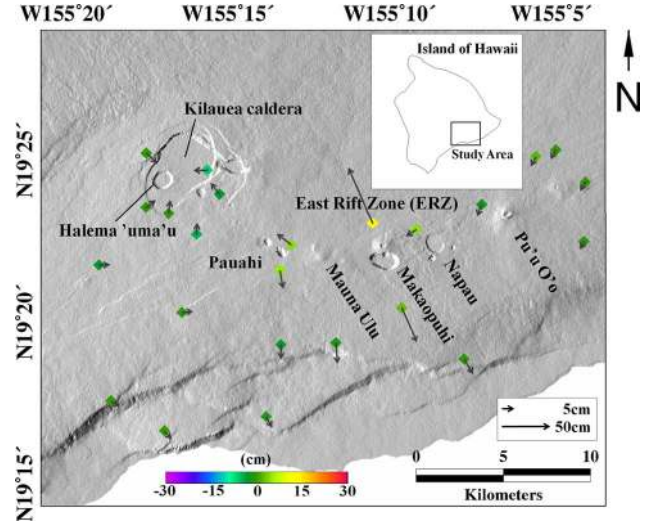 W155°20' W155°15' W155°10' W155°5'
Island of Hawaii
Study Area
N
N19°25'
N19°20'
N19°15'
Kilauea caldera
Halema 'uma'u
East Rift Zone (ERZ)
Pauahi
Mauna Ulu
Makaopuhi
Napau
Pu'u O'o
5cm
50cm
(cm)
-30 -15 0 15 30
0 5 10
Kilometers